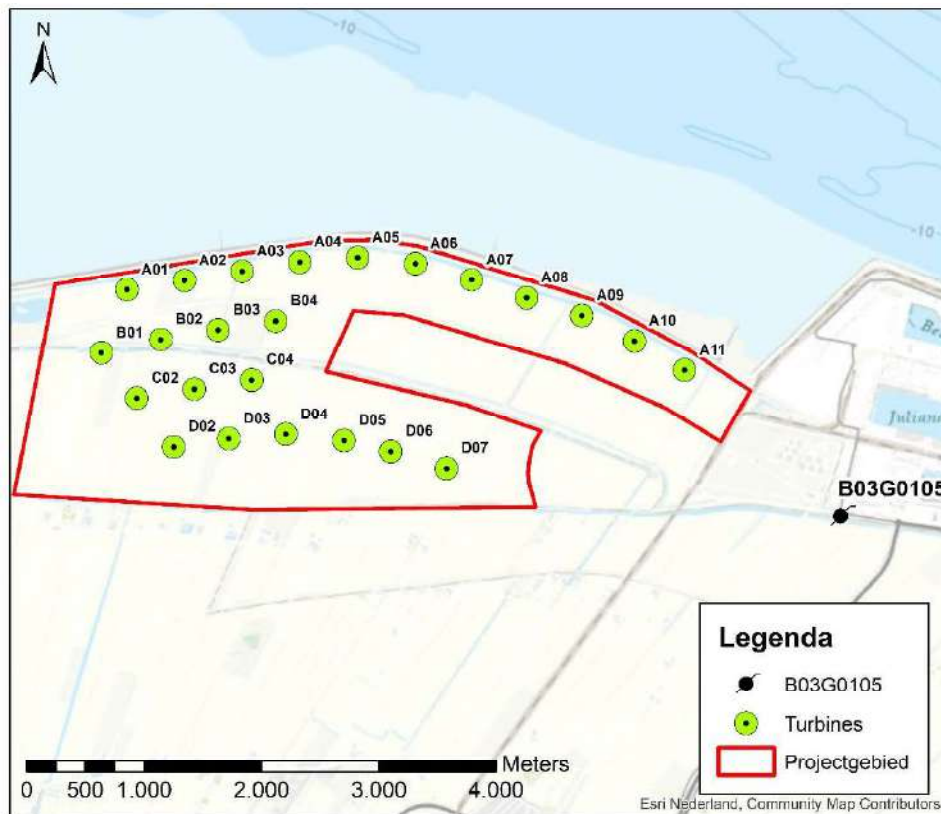 N
-10
-10
A01
A02
A03
A04
A05
A06
A07
A08
A09
A10
A11
B01
B02
B03
B04
C02
C03
C04
D02
D03
D04
D05
D06
D07
Be
Juliana
B03G0105
Legenda
B03G0105
Turbines
Projectgebied
Meters
0 500 1.000 2.000 3.000 4.000
Esri Nederland, Community Map Contributors